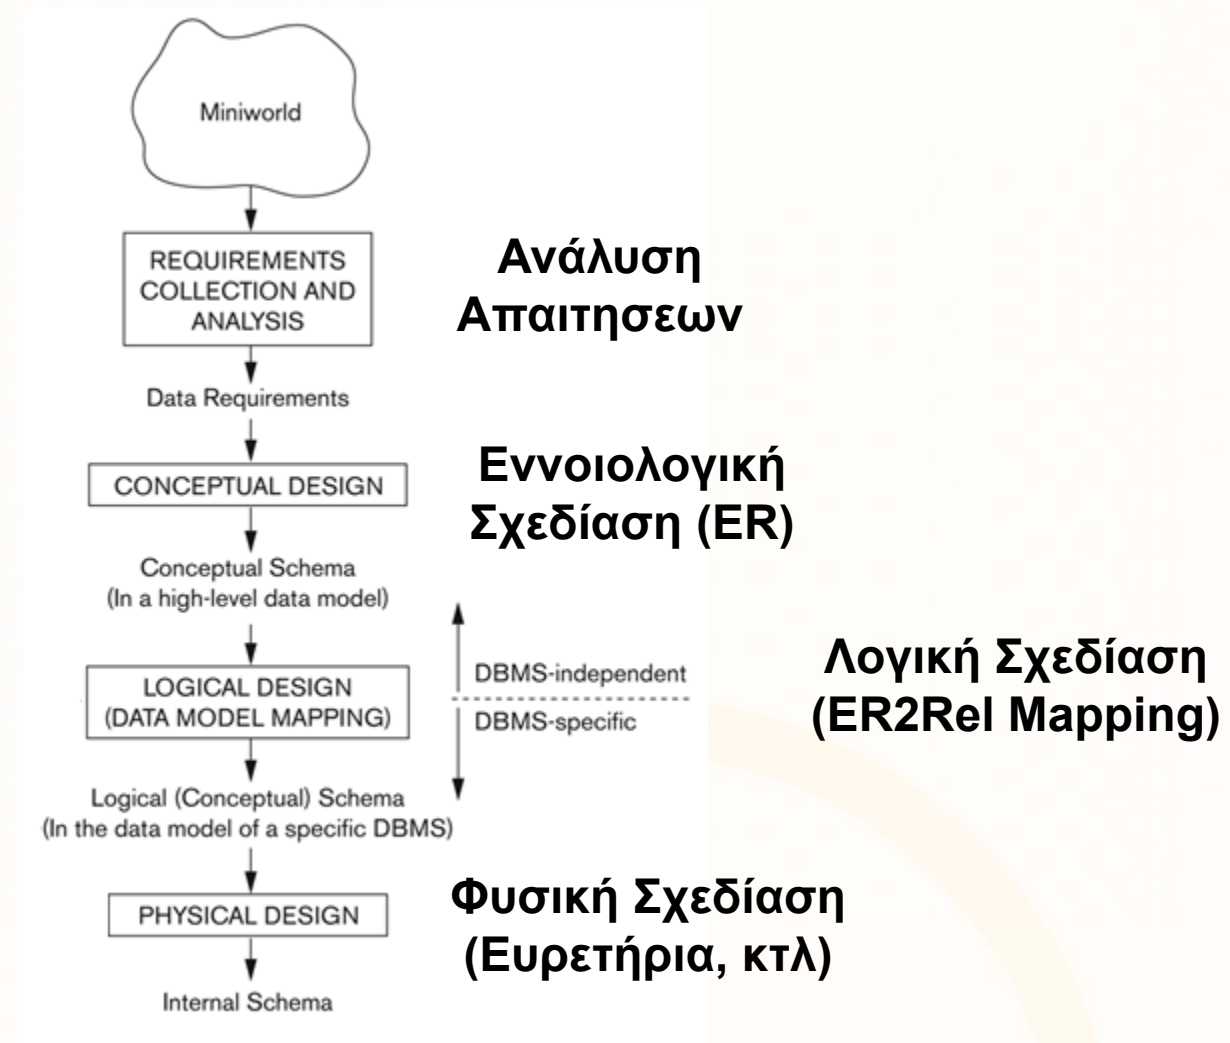 Miniworld
REQUIREMENTS
COLLECTION AND
ANALYSIS
Ανάλυση
Απαιτησεων
Data Requirements
CONCEPTUAL DESIGN
Εννοιολογική
Σχεδίαση (ER)
Conceptual Schema
(In a high-level data model)
LOGICAL DESIGN
(DATA MODEL MAPPING)
DBMS-independent
DBMS-specific
Λογική Σχεδίαση
(ER2Rel Mapping)
Logical (Conceptual) Schema
(In the data model of a specific DBMS)
PHYSICAL DESIGN
Φυσική Σχεδίαση
(Ευρετήρια, κτλ)
Internal Schema